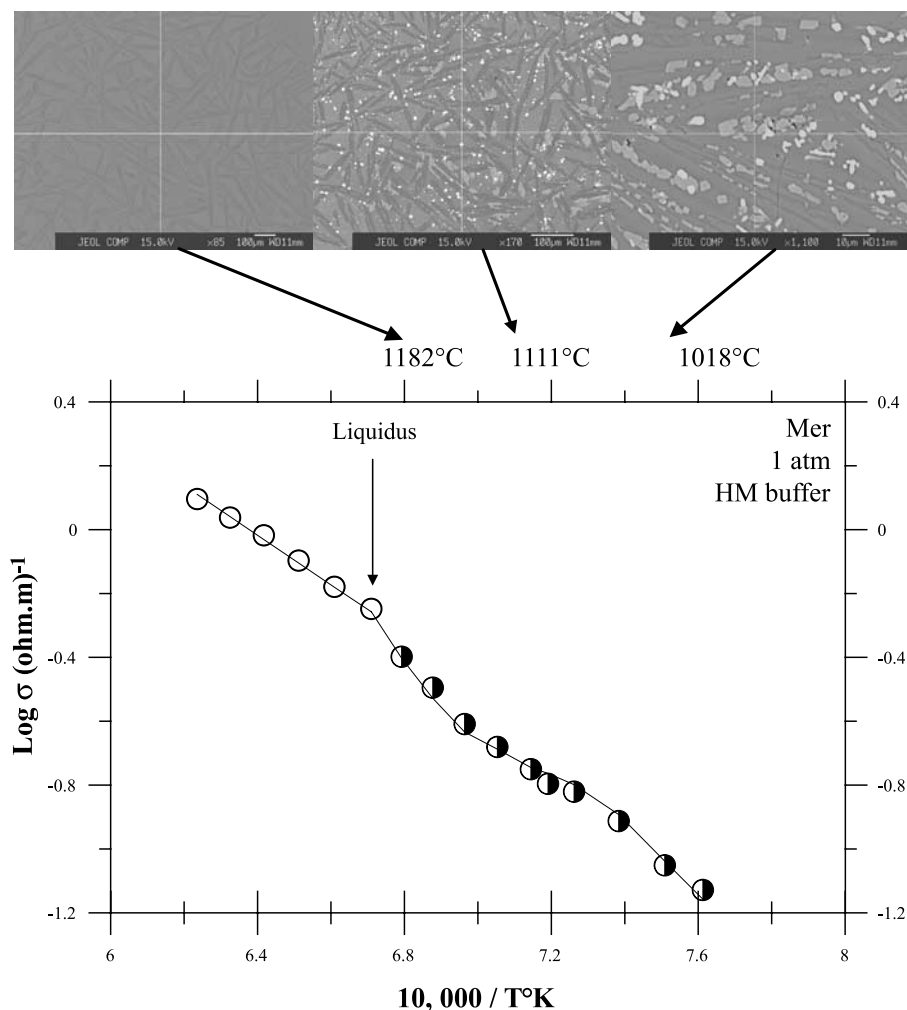 JEOL COMP 15.0kV ×85 100µm WD11mm
JEOL COMP 15.0kV ×170 100µm WD11mm
JEOL COMP 15.0kV ×1,100 10µm WD11mm
1182°C 1111°C 1018°C
0.4 0.4
Liquidus
Mer
1 atm
HM buffer
0 0
-0.4 -0.4
-0.8 -0.8
-1.2 -1.2
Log σ (ohm.m)-1
6 6.4 6.8 7.2 7.6 8
10, 000 / T°K